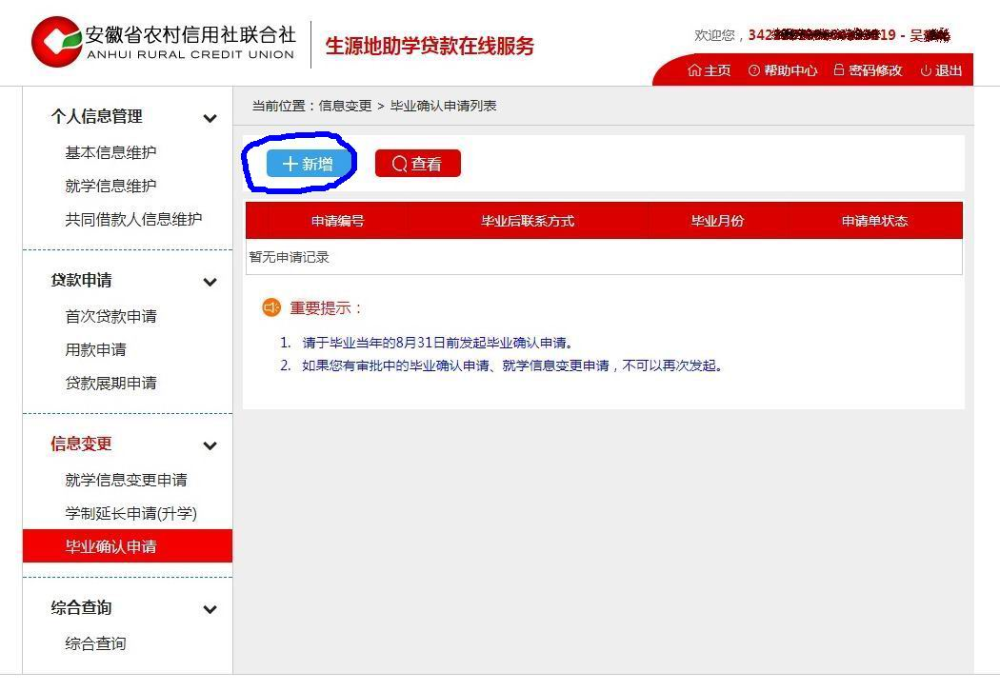 安徽省农村信用社联合社
ANHUI RURAL CREDIT UNION
生源地助学贷款在线服务
欢迎您，342 19 - 吴
主页 帮助中心 密码修改 退出
个人信息管理
基本信息维护
就学信息维护
共同借款人信息维护
贷款申请
首次贷款申请
用款申请
贷款展期申请
信息变更
就学信息变更申请
学制延长申请(升学)
毕业确认申请
综合查询
综合查询
当前位置：信息变更 > 毕业确认申请列表
新增 查看
申请编号 毕业后联系方式 毕业月份 申请单状态
暂无申请记录
重要提示：
1. 请于毕业当年的8月31日前发起毕业确认申请。
2. 如果您有审批中的毕业确认申请、就学信息变更申请，不可以再次发起。